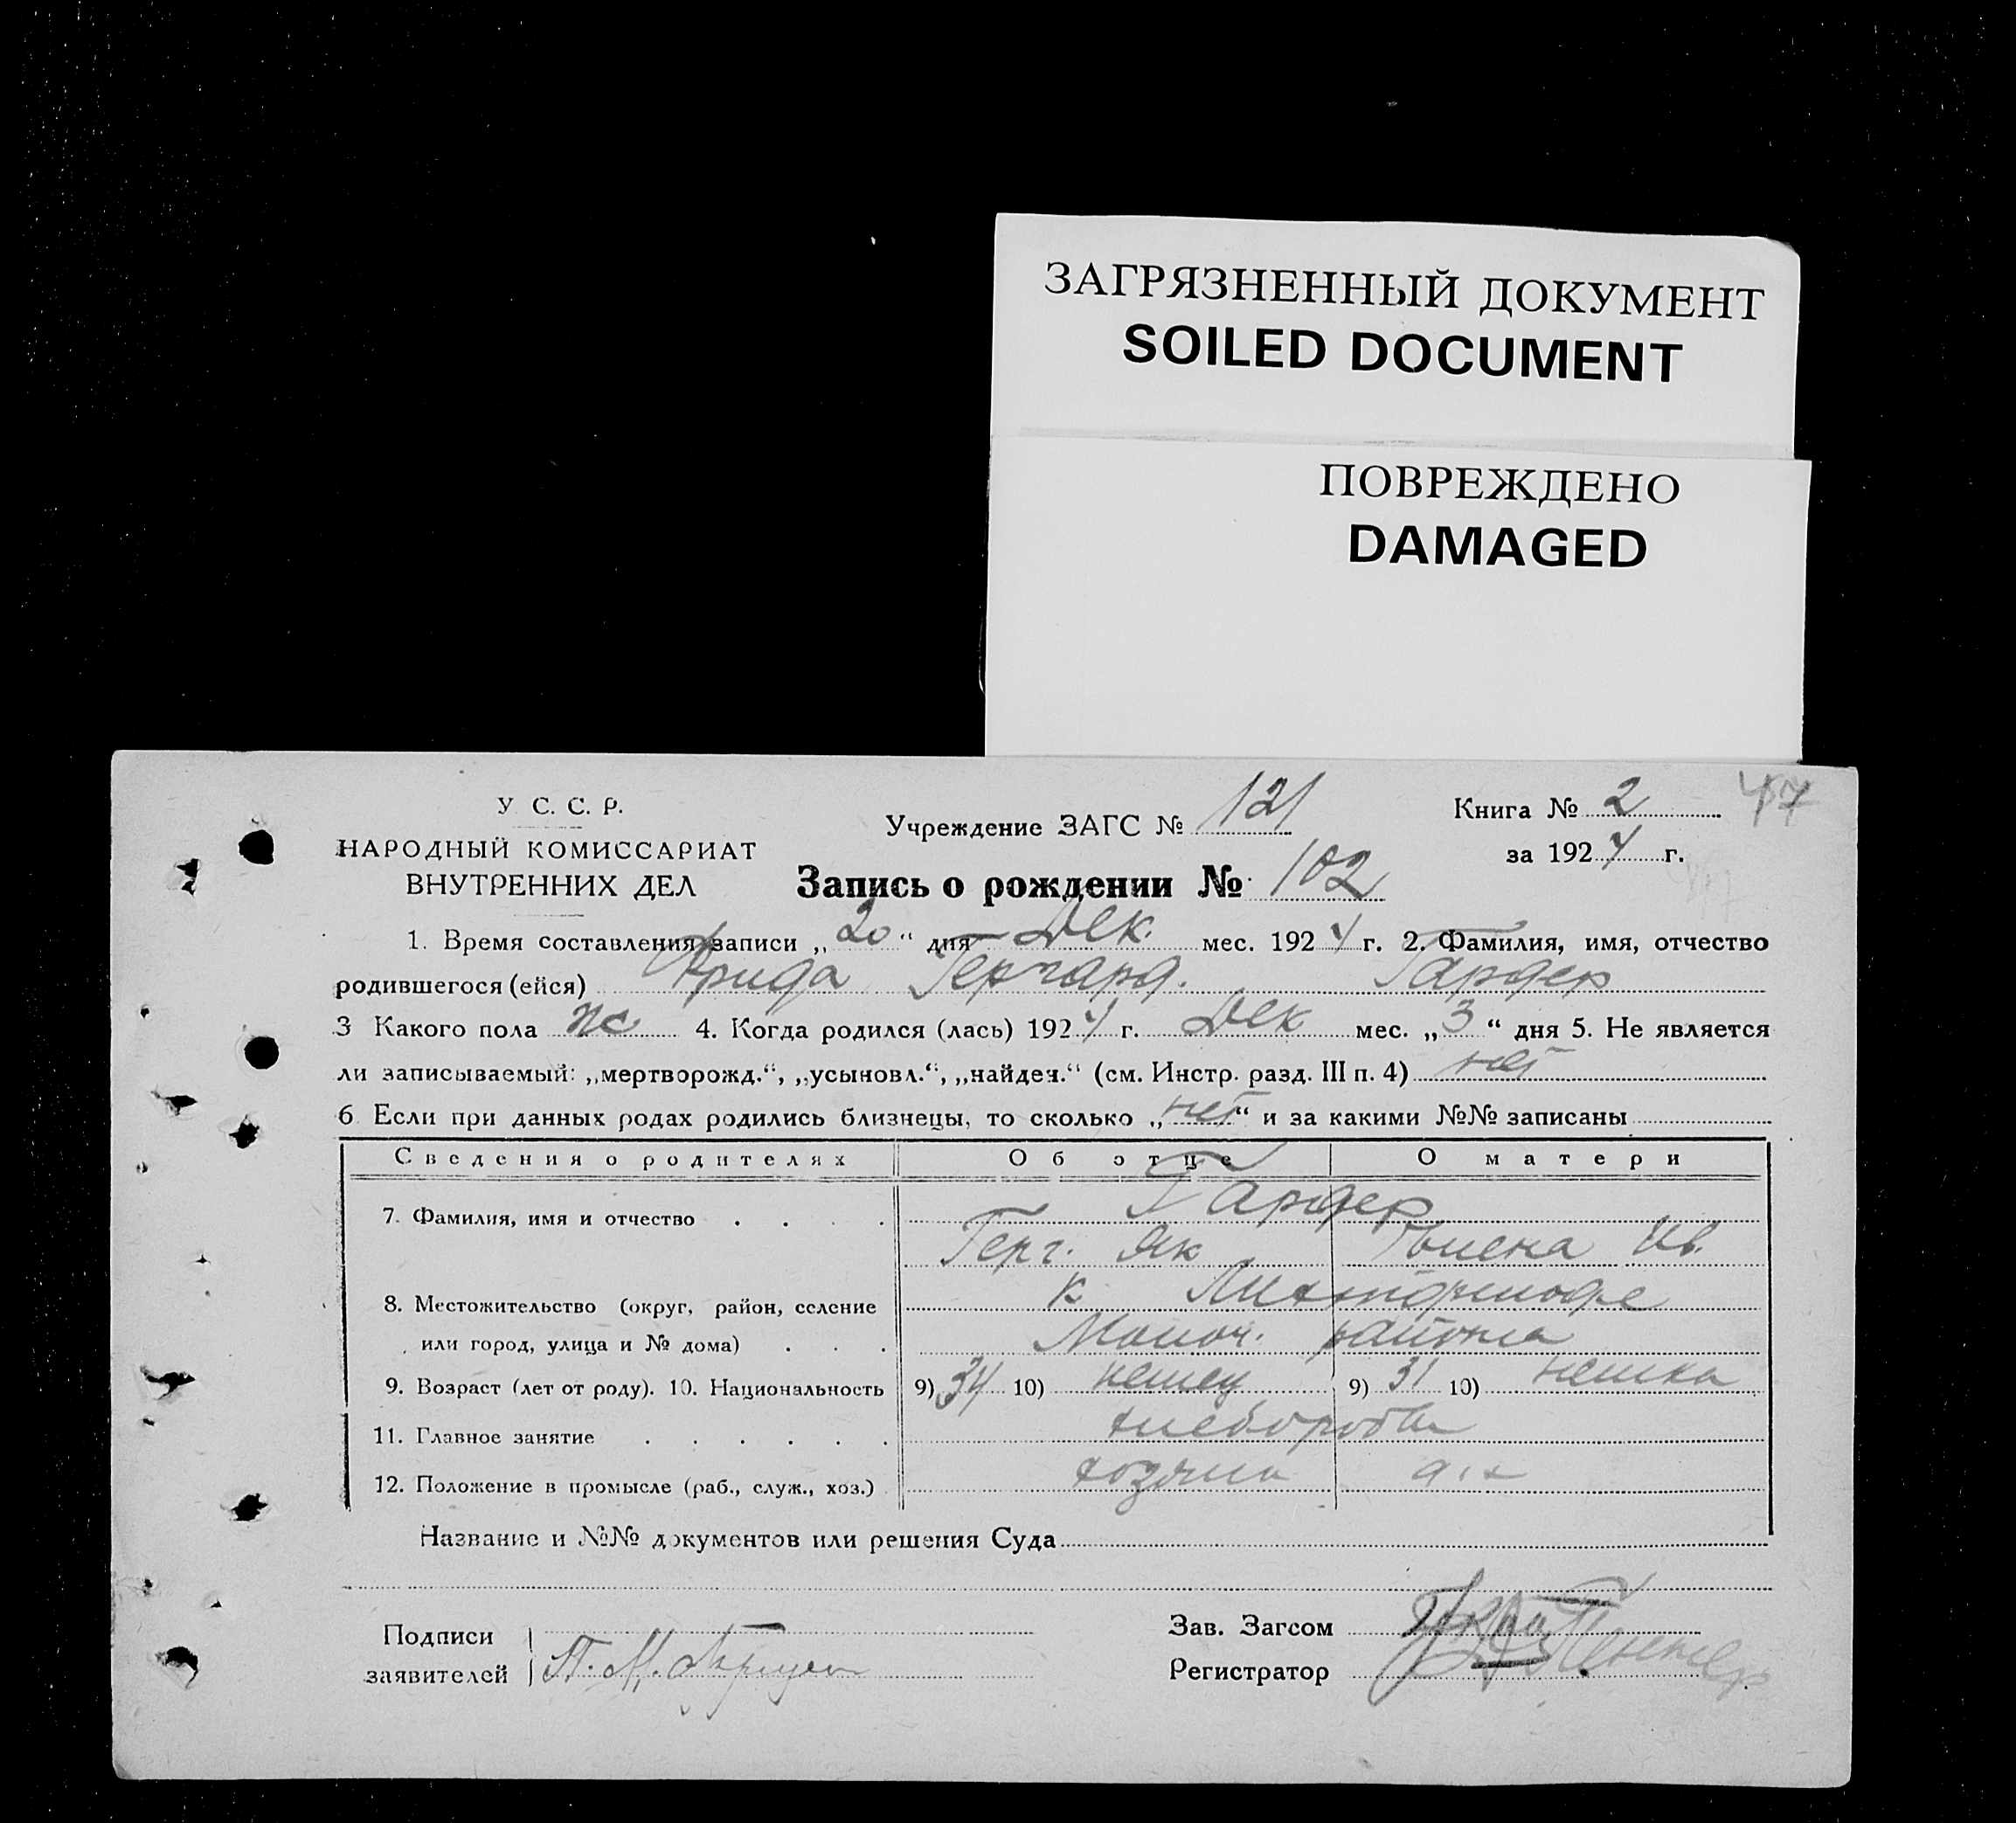 ЗАГРЯЗНЕННЫЙ ДОКУМЕНТ
SOILED DOCUMENT
ПОВРЕЖДЕНО
DAMAGED
У С. С. Р.
НАРОДНЫЙ КОМИССАРИАТ
ВНУТРЕННИХ ДЕЛ
Учреждение ЗАГС № 121
Книга № 2
47
за 1924 г.
Запись о рождении № 102
1. Время составления записи „20“ дня Дек. мес. 1924 г. 2. Фамилия, имя, отчество
родившегося (ейся) Фрида Гергард. Гардер
3 Какого пола жс 4. Когда родился (лась) 1924 г. Дек мес. „3“ дня 5. Не является
ли записываемый: „мертворожд.“, „усыновл.“, „найден.“ (см. Инстр. разд. III п. 4) нет
6 Если при данных родах родились близнецы, то сколько „нет“ и за какими №№ записаны
Сведения о родителях Об отце О матери
7. Фамилия, имя и отчество Гардер
Герг. Як Ив.
8. Местожительство (округ, район, селение к
или город, улица и № дома) Молоч. района
9. Возраст (лет от роду). 10. Национальность 9) 34 10) немец 9) 31 10) немка
11. Главное занятие хлебороб
12. Положение в промысле (раб., служ., хоз.) хозяин
Название и №№ документов или решения Суда
Подписи
заявителей
Зав. Загсом
Регистратор